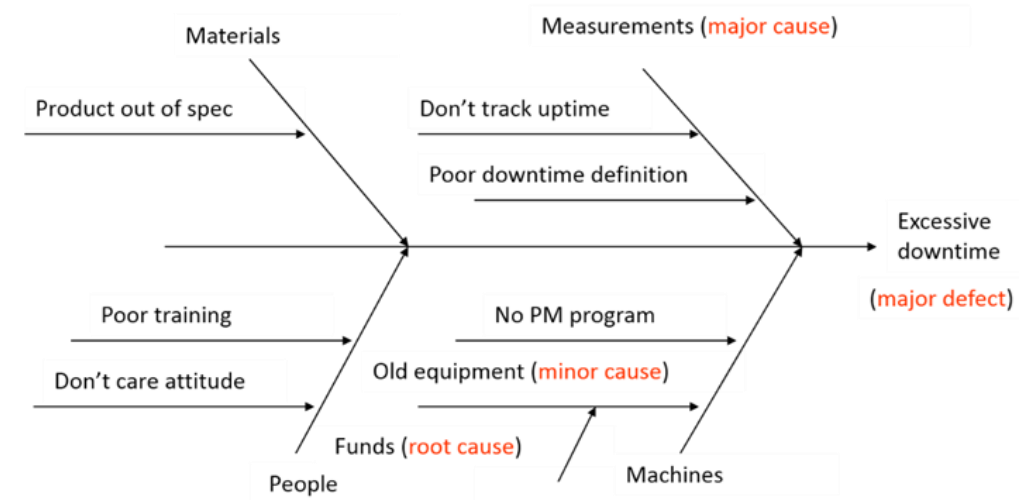 Materials
Measurements (major cause)
Product out of spec
Don’t track uptime
Poor downtime definition
Excessive
downtime
(major defect)
Poor training
No PM program
Don’t care attitude
Old equipment (minor cause)
Funds (root cause)
People
Machines